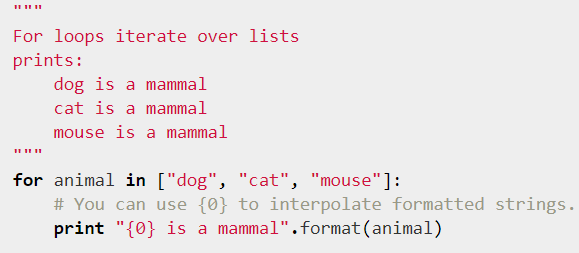 """
For loops iterate over lists
prints:
    dog is a mammal
    cat is a mammal
    mouse is a mammal
"""
for animal in ["dog", "cat", "mouse"]:
    # You can use {0} to interpolate formatted strings.
    print "{0} is a mammal".format(animal)